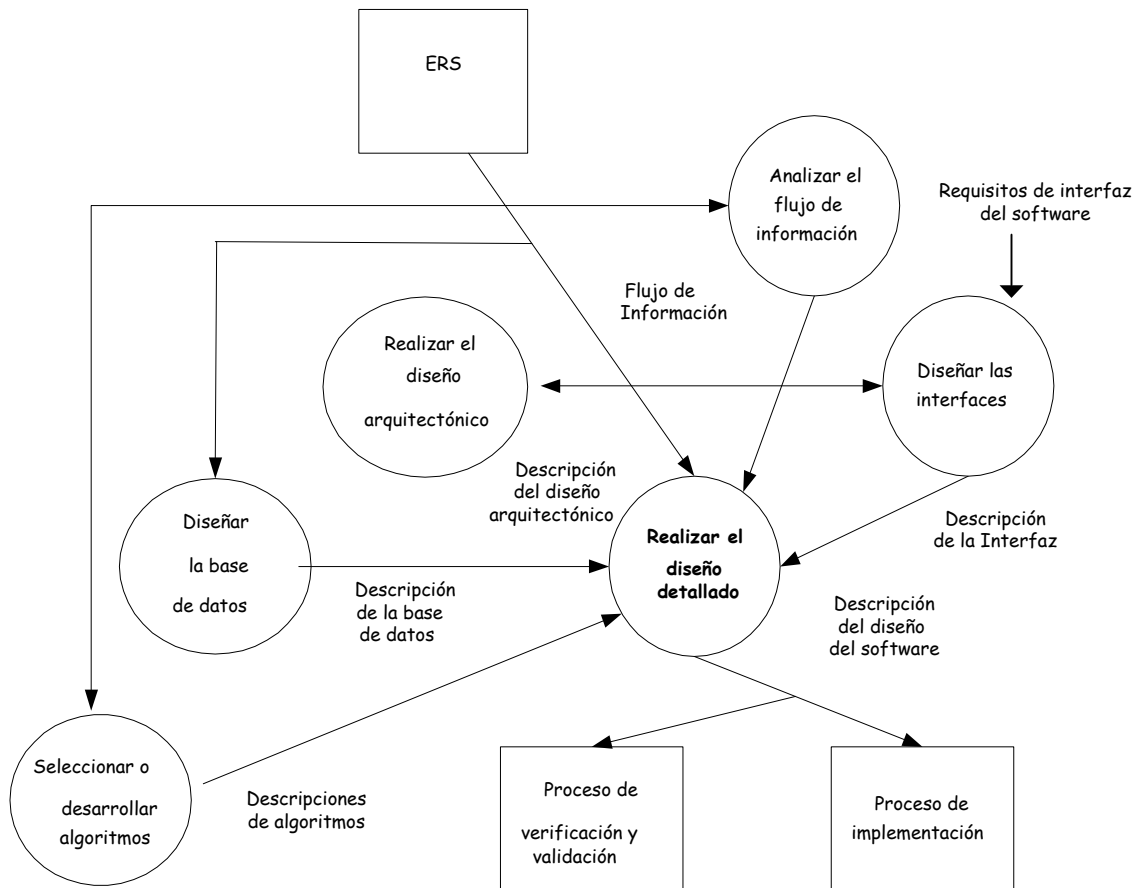 ERS
Analizar el
flujo de
información
Requisitos de interfaz
del software
Flujo de
Información
Realizar el
diseño
arquitectónico
Diseñar las
interfaces
Descripción
del diseño
arquitectónico
Diseñar
la base
de datos
Realizar el
diseño
detallado
Descripción
de la Interfaz
Descripción
de la base
de datos
Descripción
del diseño
del software
Seleccionar o
desarrollar
algoritmos
Descripciones
de algoritmos
Proceso de
verificación y
validación
Proceso de
implementación